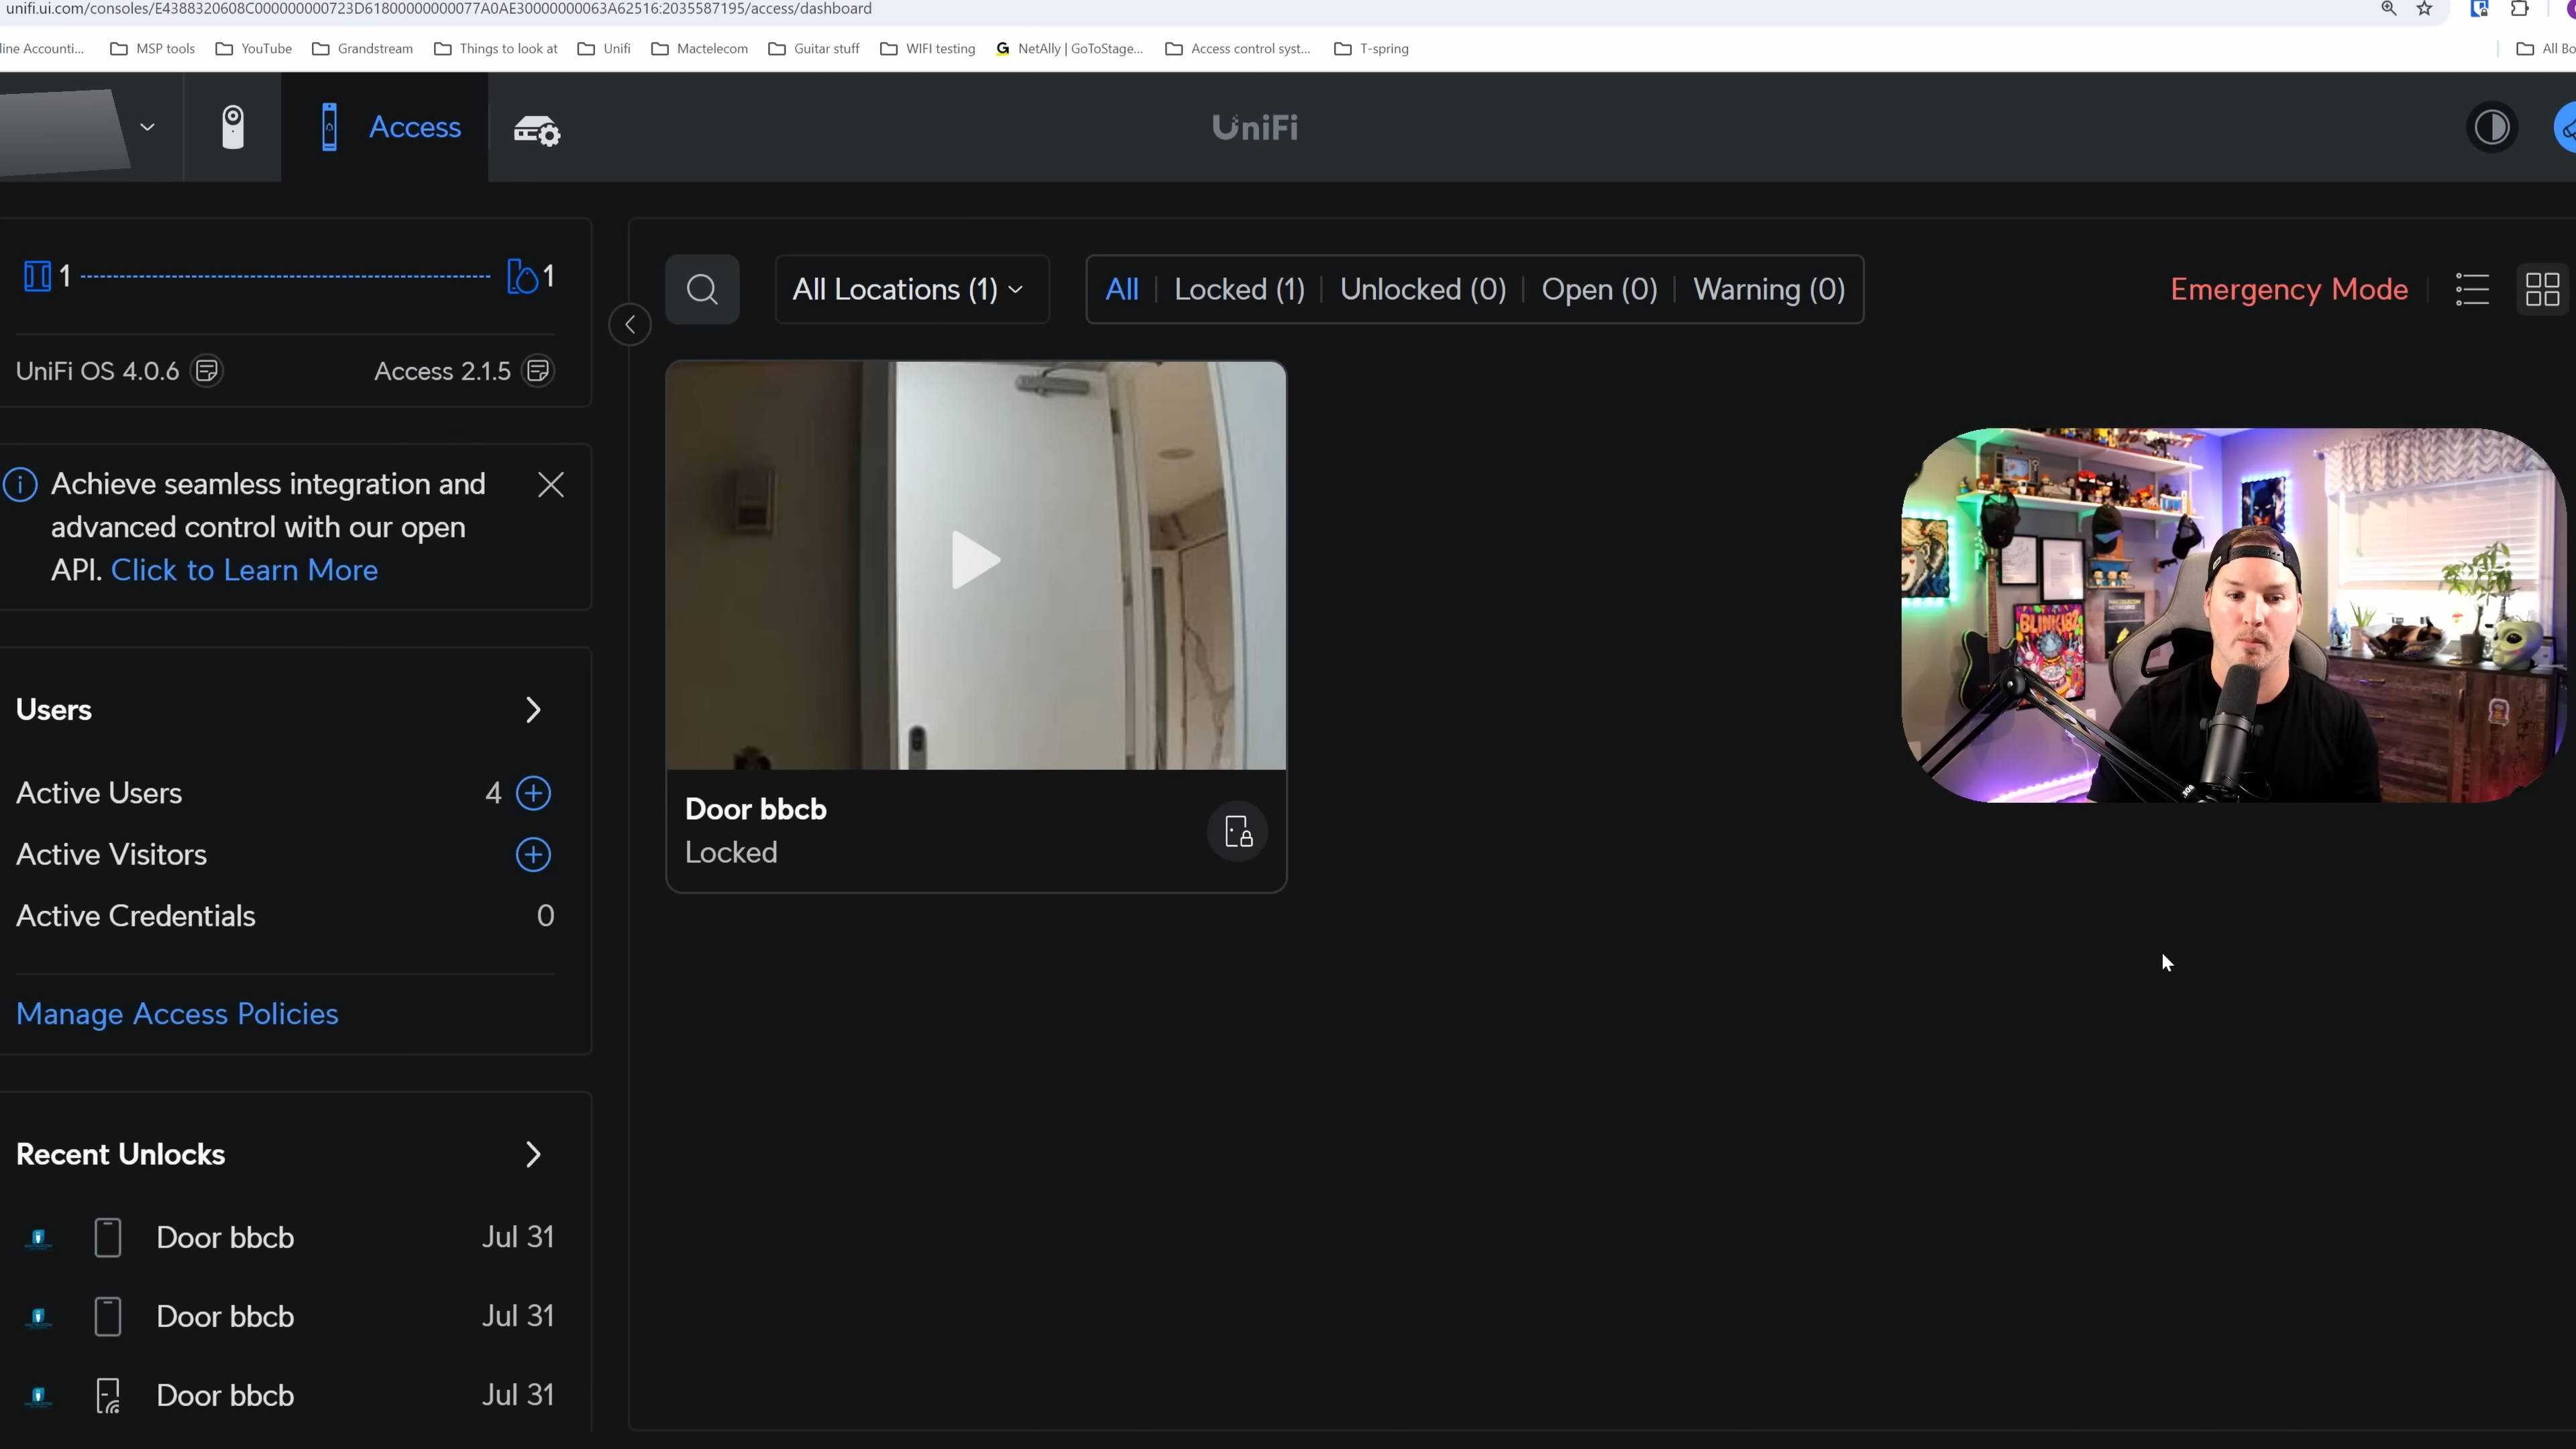 unifi.ui.com/consoles/E4388320608C000000000723D61800000000077A0AE30000000063A62516:2035587195/access/dashboard
line Accounti... MSP tools YouTube Grandstream Things to look at Unifi Mactelecom Guitar stuff WIFI testing NetAlly | GoToStage... Access control syst... T-spring All Bo
Access
UniFi
1 1
UniFi OS 4.0.6 Access 2.1.5
Achieve seamless integration and
advanced control with our open
API. Click to Learn More
Users
Active Users 4
Active Visitors
Active Credentials 0
Manage Access Policies
Recent Unlocks
Door bbcb Jul 31
Door bbcb Jul 31
Door bbcb Jul 31
All Locations (1)
All Locked (1) Unlocked (0) Open (0) Warning (0)
Emergency Mode
Door bbcb
Locked
BLINK-182